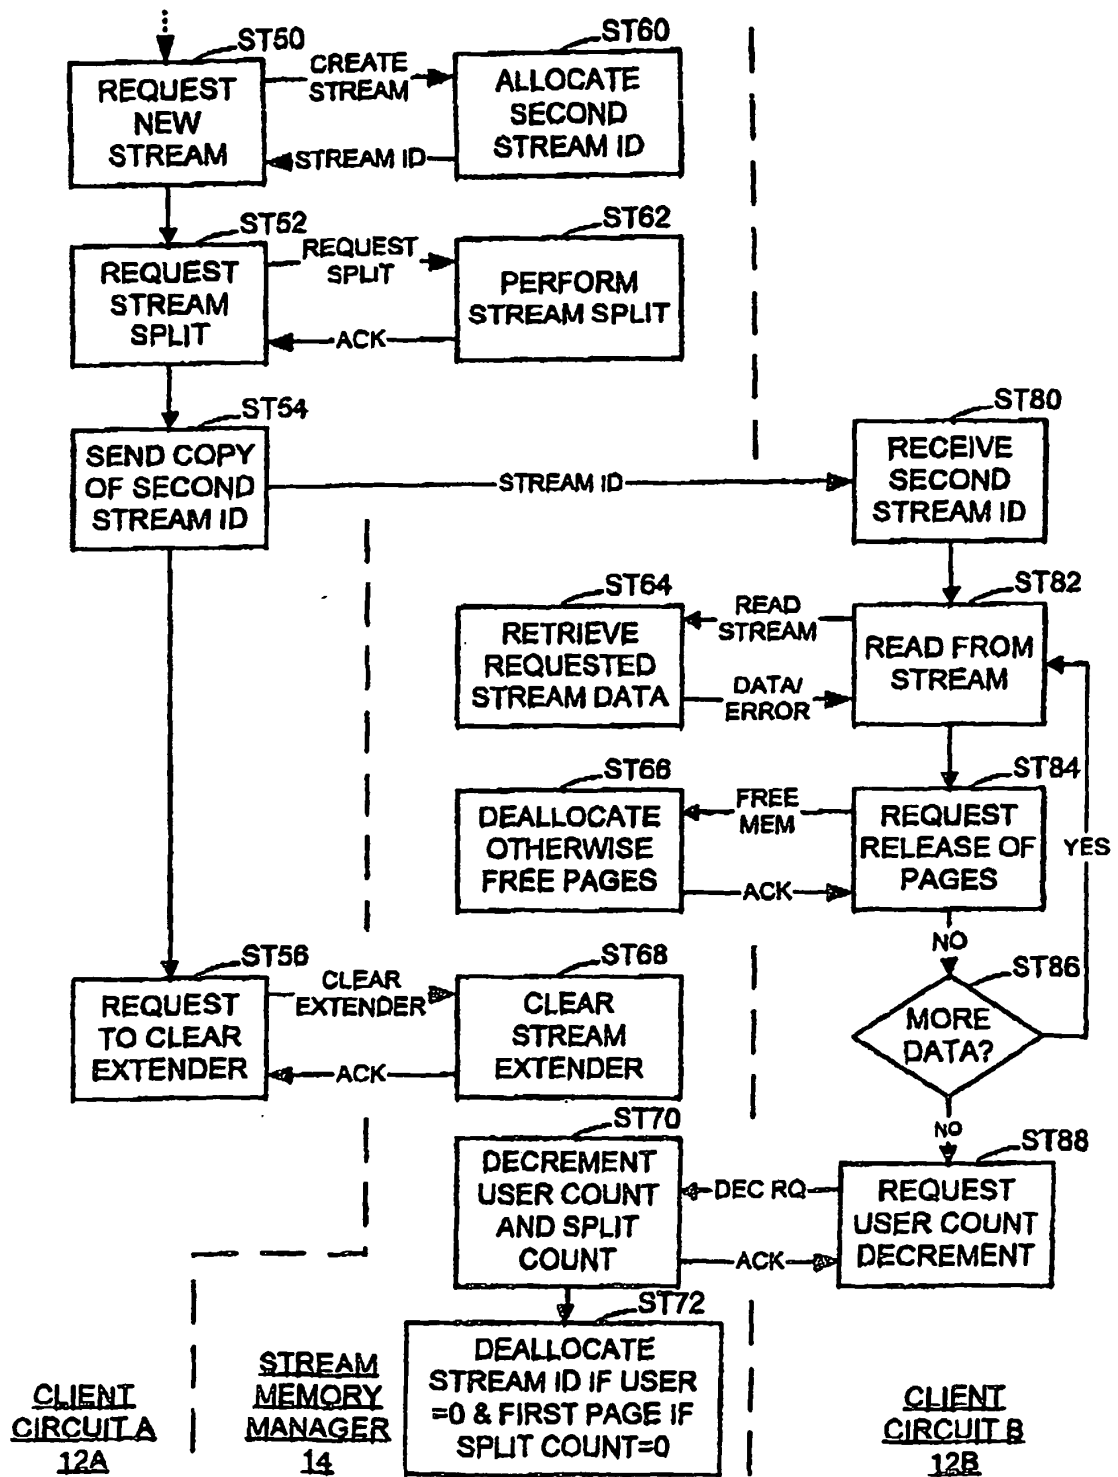 ST50
REQUEST
NEW
STREAM
CREATE
STREAM
STREAM ID
ST60
ALLOCATE
SECOND
STREAM ID
ST52
REQUEST
STREAM
SPLIT
REQUEST
SPLIT
ACK
ST62
PERFORM
STREAM SPLIT
ST54
SEND COPY
OF SECOND
STREAM ID
STREAM ID
ST80
RECEIVE
SECOND
STREAM ID
ST64
RETRIEVE
REQUESTED
STREAM DATA
READ
STREAM
DATA/
ERROR
ST82
READ FROM
STREAM
ST66
DEALLOCATE
OTHERWISE
FREE PAGES
FREE
MEM
ACK
ST84
REQUEST
RELEASE OF
PAGES
YES
NO
ST56
REQUEST
TO CLEAR
EXTENDER
CLEAR
EXTENDER
ACK
ST68
CLEAR
STREAM
EXTENDER
ST86
MORE
DATA?
NO
ST70
DECREMENT
USER COUNT
AND SPLIT
COUNT
DEC RQ
ACK
ST88
REQUEST
USER COUNT
DECREMENT
ST72
DEALLOCATE
STREAM ID IF USER
=0 & FIRST PAGE IF
SPLIT COUNT=0
CLIENT
CIRCUIT A
12A
STREAM
MEMORY
MANAGER
14
CLIENT
CIRCUIT B
12B